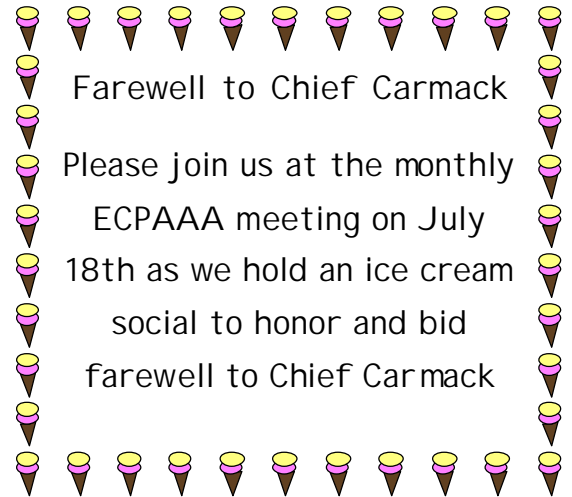 Farewell to Chief Carmack
Please join us at the monthly
ECPAAA meeting on July
18th as we hold an ice cream
social to honor and bid
farewell to Chief Carmack